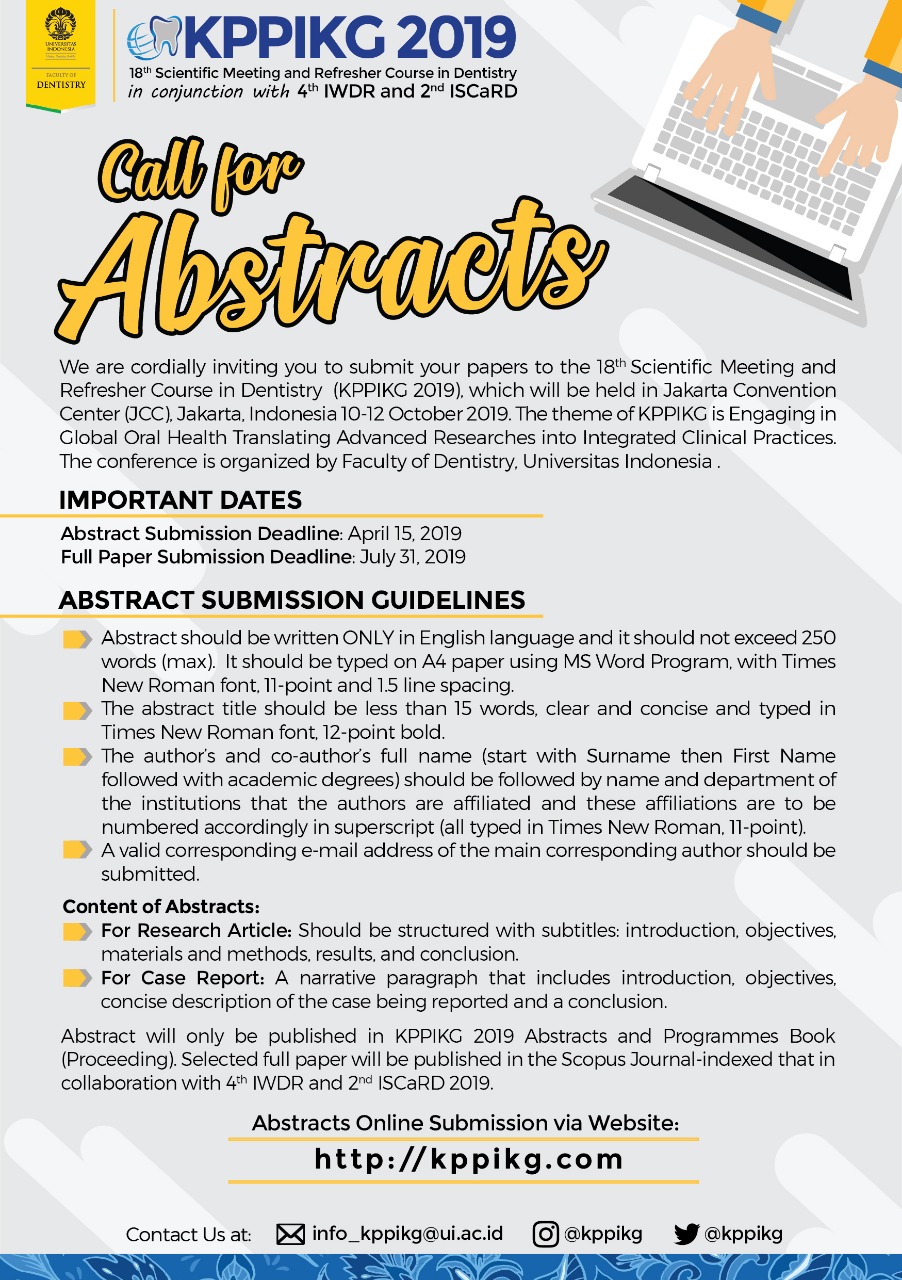 UNIVERSITAS
INDONESIA
FACULTY OF
DENTISTRY
KPPIKG 2019
18th Scientific Meeting and Refresher Course in Dentistry
in conjunction with 4th IWDR and 2nd ISCaRD
Call for
Abstracts
We are cordially inviting you to submit your papers to the 18th Scientific Meeting and
Refresher Course in Dentistry (KPPIKG 2019), which will be held in Jakarta Convention
Center (JCC), Jakarta, Indonesia 10-12 October 2019. The theme of KPPIKG is Engaging in
Global Oral Health Translating Advanced Researches into Integrated Clinical Practices.
The conference is organized by Faculty of Dentistry, Universitas Indonesia .
IMPORTANT DATES
Abstract Submission Deadline: April 15, 2019
Full Paper Submission Deadline: July 31, 2019
ABSTRACT SUBMISSION GUIDELINES
Abstract should be written ONLY in English language and it should not exceed 250
words (max). It should be typed on A4 paper using MS Word Program, with Times
New Roman font, 11-point and 1.5 line spacing.
The abstract title should be less than 15 words, clear and concise and typed in
Times New Roman font, 12-point bold.
The author's and co-author's full name (start with Surname then First Name
followed with academic degrees) should be followed by name and department of
the institutions that the authors are affiliated and these affiliations are to be
numbered accordingly in superscript (all typed in Times New Roman, 11-point).
A valid corresponding e-mail address of the main corresponding author should be
submitted.
Content of Abstracts:
For Research Article: Should be structured with subtitles: introduction, objectives,
materials and methods, results, and conclusion.
For Case Report: A narrative paragraph that includes introduction, objectives,
concise description of the case being reported and a conclusion.
Abstract will only be published in KPPIKG 2019 Abstracts and Programmes Book
(Proceeding). Selected full paper will be published in the Scopus Journal-indexed that in
collaboration with 4th IWDR and 2nd ISCaRD 2019.
Abstracts Online Submission via Website:
http://kppikg.com
Contact Us at: info_kppikg@ui.ac.id @kppikg @kppikg